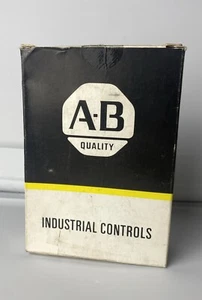 A-B
QUALITY
INDUSTRIAL CONTROLS